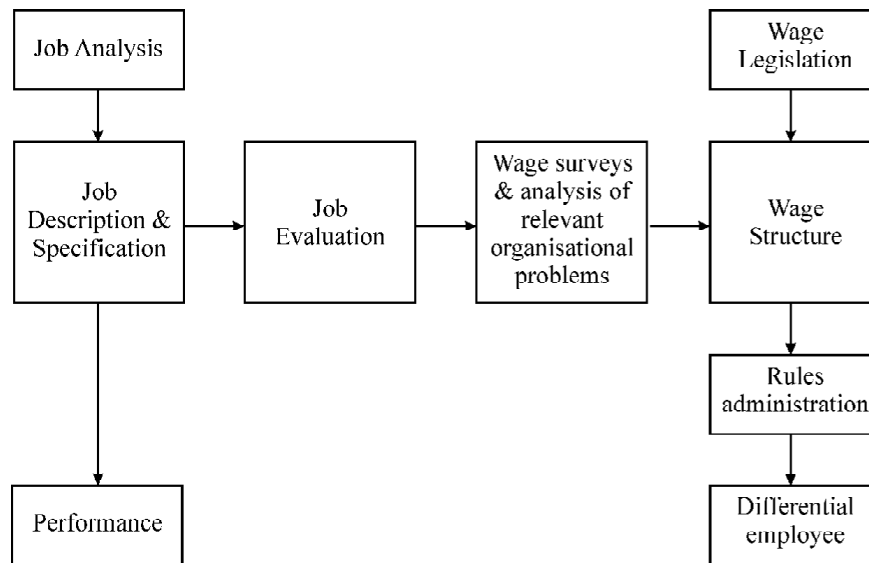 Job Analysis
Wage
Legislation
Job
Description &
Specification
Job
Evaluation
Wage surveys
& analysis of
relevant
organisational
problems
Wage
Structure
Rules
administration
Performance
Differential
employee